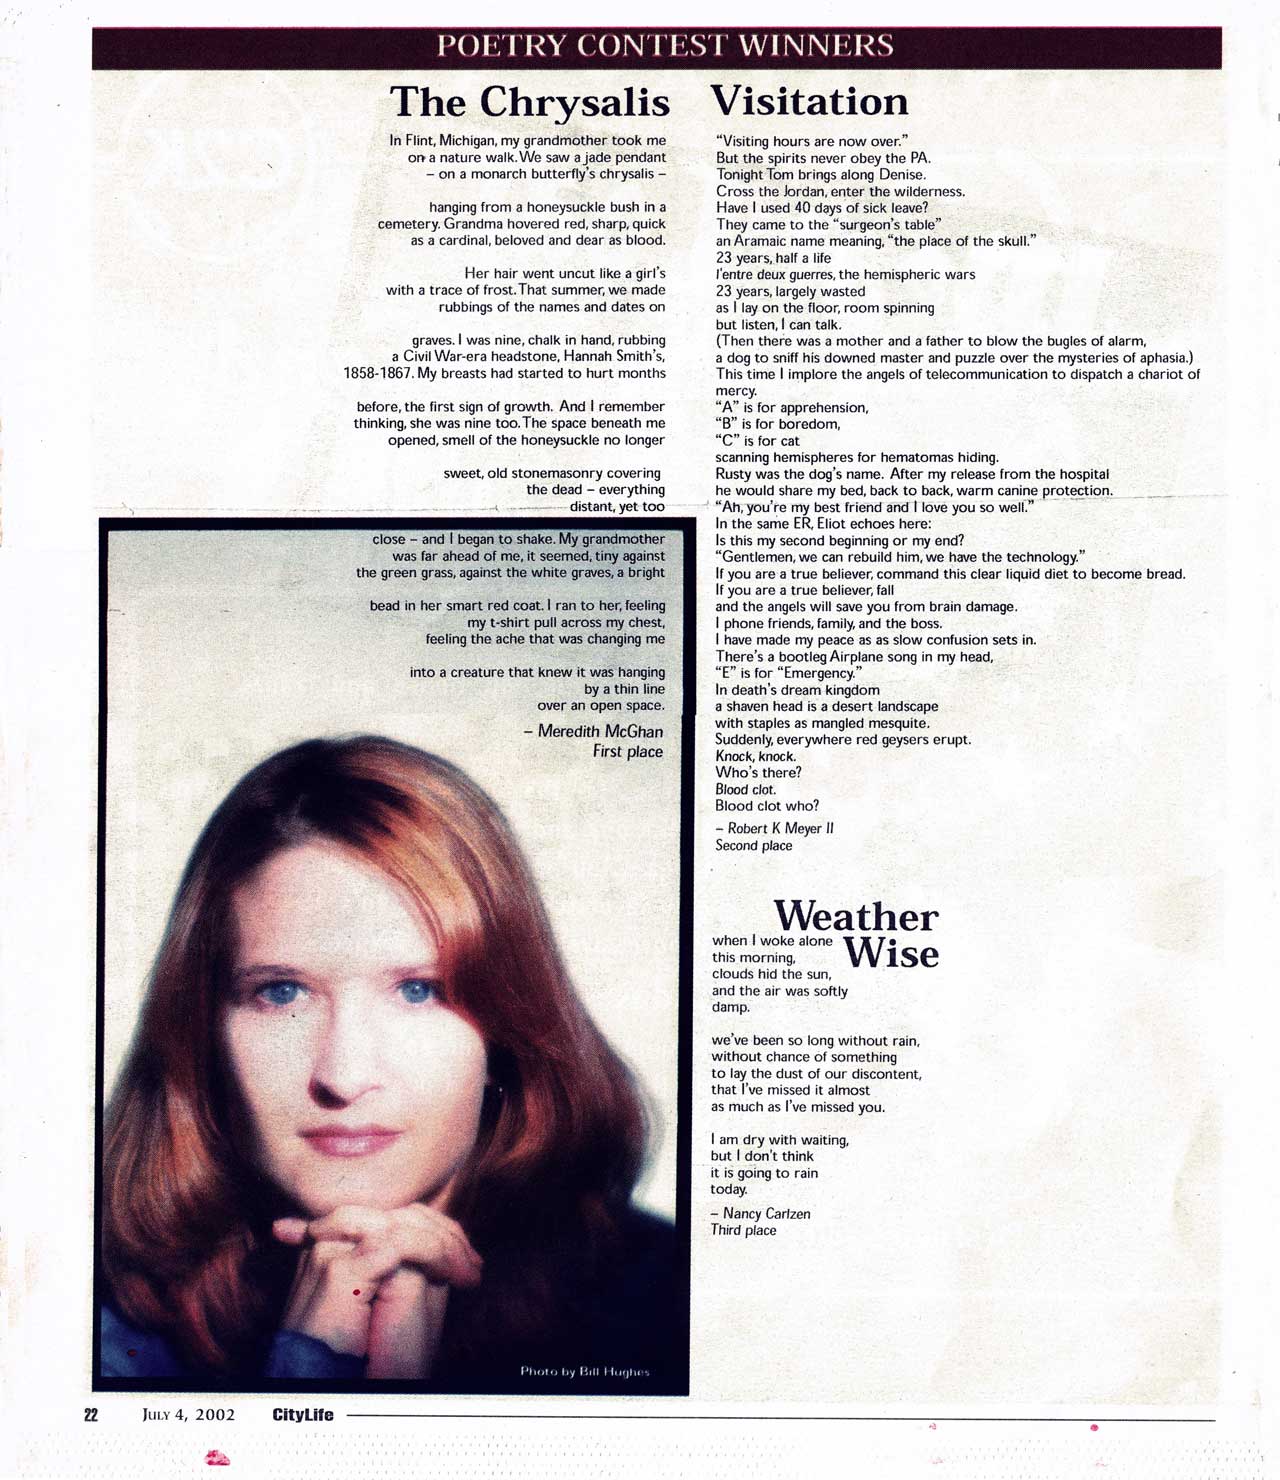 POETRY CONTEST WINNERS
The Chrysalis
In Flint, Michigan, my grandmother took me
on a nature walk. We saw a jade pendant
– on a monarch butterfly's chrysalis –
hanging from a honeysuckle bush in a
cemetery. Grandma hovered red, sharp, quick
as a cardinal, beloved and dear as blood.
Her hair went uncut like a girl's
with a trace of frost. That summer, we made
rubbings of the names and dates on
graves. I was nine, chalk in hand, rubbing
a Civil War-era headstone, Hannah Smith's,
1858-1867. My breasts had started to hurt months
before, the first sign of growth. And I remember
thinking, she was nine too. The space beneath me
opened, smell of the honeysuckle no longer
sweet, old stonemasonry covering
the dead – everything
distant, yet too
close – and I began to shake. My grandmother
was far ahead of me, it seemed, tiny against
the green grass, against the white graves, a bright
bead in her smart red coat. I ran to her, feeling
my t-shirt pull across my chest,
feeling the ache that was changing me
into a creature that knew it was hanging
by a thin line
over an open space.
– Meredith McGhan
First place
Photo by Bill Hughes
Visitation
“Visiting hours are now over.”
But the spirits never obey the PA.
Tonight Tom brings along Denise.
Cross the Jordan, enter the wilderness.
Have I used 40 days of sick leave?
They came to the “surgeon's table”
an Aramaic name meaning, “the place of the skull.”
23 years, half a life
l'entre deux guerres, the hemispheric wars
23 years, largely wasted
as I lay on the floor, room spinning
but listen, I can talk.
(Then there was a mother and a father to blow the bugles of alarm,
a dog to sniff his downed master and puzzle over the mysteries of aphasia.)
This time I implore the angels of telecommunication to dispatch a chariot of
mercy.
“A” is for apprehension,
“B” is for boredom,
“C” is for cat
scanning hemispheres for hematomas hiding.
Rusty was the dog's name. After my release from the hospital
he would share my bed, back to back, warm canine protection.
“Ah, you're my best friend and I love you so well.”
In the same ER, Eliot echoes here:
Is this my second beginning or my end?
“Gentlemen, we can rebuild him, we have the technology.”
If you are a true believer, command this clear liquid diet to become bread.
If you are a true believer, fall
and the angels will save you from brain damage.
I phone friends, family, and the boss.
I have made my peace as as slow confusion sets in.
There's a bootleg Airplane song in my head,
“E” is for “Emergency.”
In death's dream kingdom
a shaven head is a desert landscape
with staples as mangled mesquite.
Suddenly, everywhere red geysers erupt.
Knock, knock.
Who's there?
Blood clot.
Blood clot who?
– Robert K Meyer II
Second place
Weather
Wise
when I woke alone
this morning,
clouds hid the sun,
and the air was softly
damp.
we've been so long without rain,
without chance of something
to lay the dust of our discontent,
that I've missed it almost
as much as I've missed you.
I am dry with waiting,
but I don't think
it is going to rain
today.
– Nancy Carlzen
Third place
22 JULY 4, 2002 CityLife